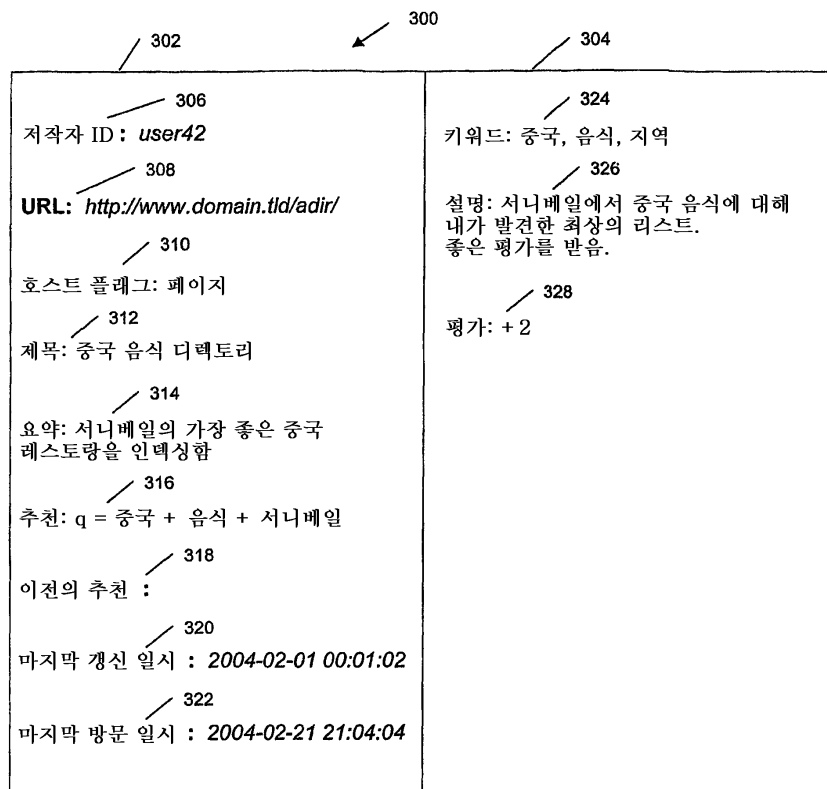 300
302
304
306
저작자 ID : user42
308
URL: http://www.domain.tld/adir/
310
호스트 플래그: 페이지
312
제목: 중국 음식 디렉토리
314
요약: 서니베일의 가장 좋은 중국
레스토랑을 인덱싱함
316
추천: q = 중국 + 음식 + 서니베일
318
이전의 추천 :
320
마지막 갱신 일시 : 2004-02-01 00:01:02
322
마지막 방문 일시 : 2004-02-21 21:04:04
324
키워드: 중국, 음식, 지역
326
설명: 서니베일에서 중국 음식에 대해
내가 발견한 최상의 리스트.
좋은 평가를 받음.
328
평가: +2